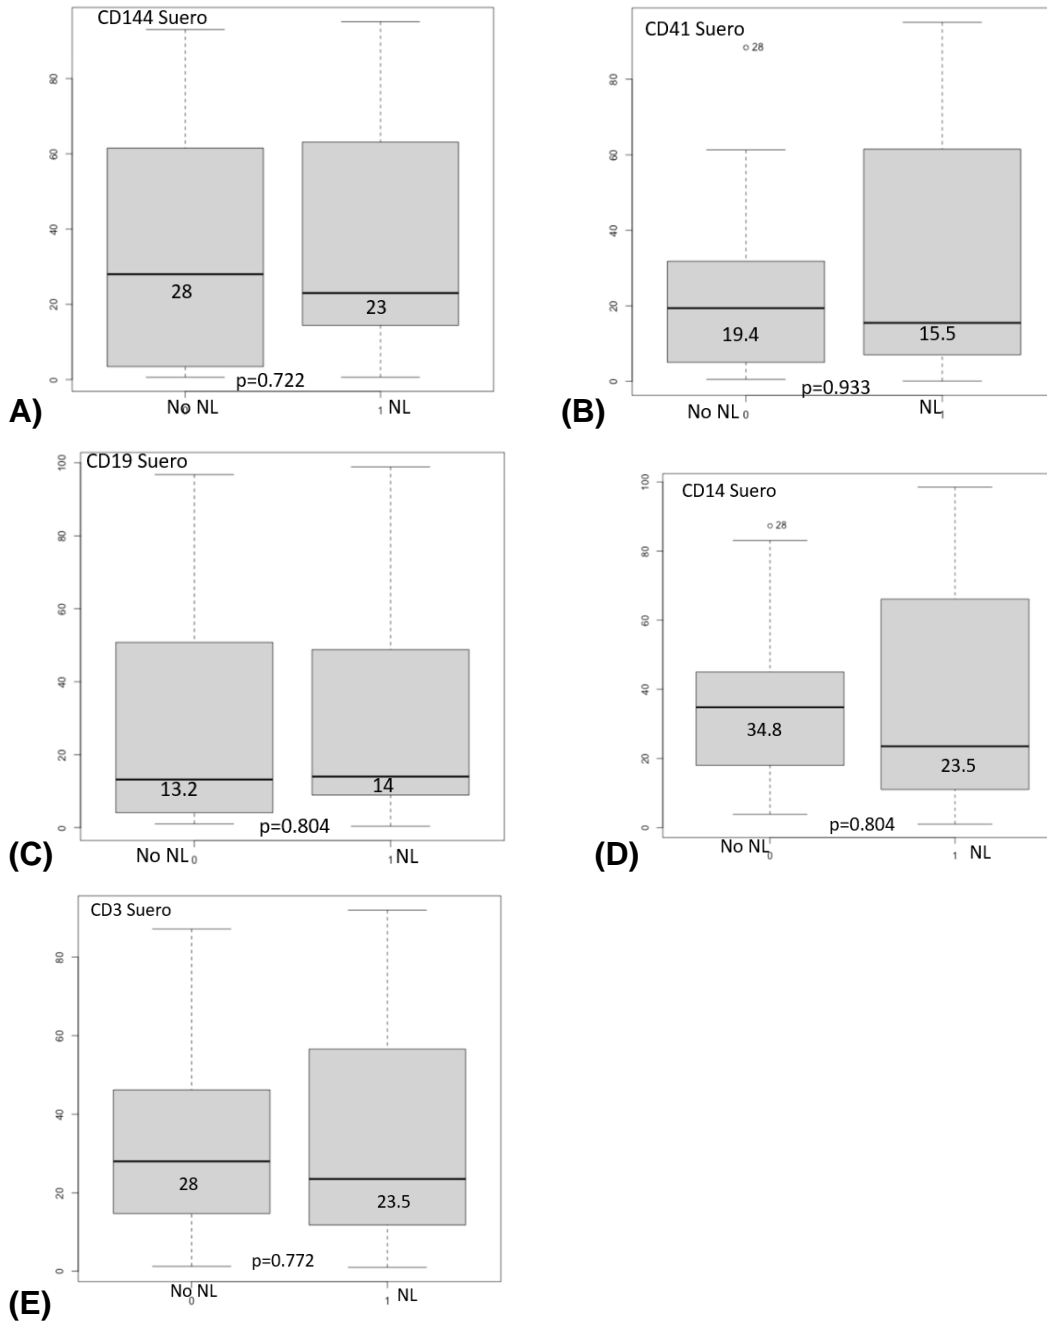 CD144 Suero
80
60
40
20
0
28
23
p=0.722
No NL 0
1 NL
A)
CD41 Suero
28
80
60
40
20
0
19.4
15.5
p=0.933
No NL 0
NL 1
(B)
CD19 Suero
100
80
60
40
20
0
13.2
14
p=0.804
No NL 0
1 NL
(C)
CD14 Suero
28
100
80
60
40
20
0
34.8
23.5
p=0.804
No NL 0
1 NL
(D)
CD3 Suero
80
60
40
20
0
28
23.5
p=0.772
No NL 0
1 NL
(E)